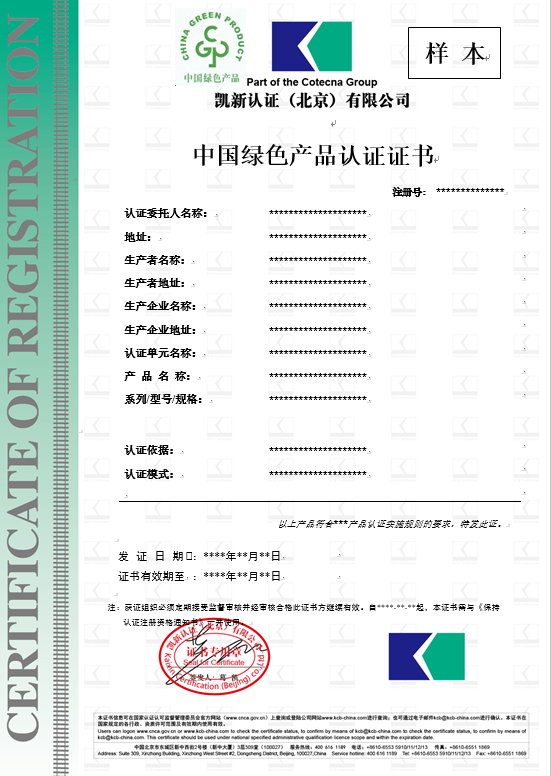 CERTIFICATE OF REGISTRATION
CHINA GREEN PRODUCT
CGP
中国绿色产品
样 本
Part of the Cotecna Group
凯新认证（北京）有限公司
中国绿色产品认证证书
注册号： **************
认证委托人名称： ********************
地址： ********************
生产者名称： ********************
生产者地址： ********************
生产企业名称： ********************
生产企业地址： ********************
认证单元名称： ********************
产 品 名 称： ********************
系列/型号/规格： ********************
认证依据： ********************
认证模式： ********************
以上产品符合***产品认证实施规则的要求，特发此证。
发 证 日 期 ： ****年**月**日
证书有效期至 ： ****年**月**日
注：获证组织必须定期接受监督审核并经审核合格此证书方继续有效。自****-**-**起，本证书需与《保持
认证注册资格通知书》一并使用。
凯新认证（北京）有限公司
证书专用章
Seal for Certificate
签发人：
Kaixin Certification (Beijing) Co., Ltd
本证书信息可在国家认证认可监督管理委员会官方网站（www.cnca.gov.cn）上查询或登陆公司网站www.kcb-china.com进行查询；也可通过电子邮件kcb@kcb-china.com进行确认。本证书在
国家规定的各行政、资质许可范围及有效期内使用有效。
Users can logon www.cnca.gov.cn or www.kcb-china.com to check the certificate status, to confirm by means of kcb@kcb-china.com to check the certificate status, to confirm by means of
kcb@kcb-china.com. This certificate should be used under national specified administrative qualification licence scope and within the expiration date.
中国北京市东城区新中西街2号楼（新中大厦）3层309室（100027） 服务热线：400 616 1189 电话：+8610-6553 5910/11/12/13 传真：+8610-6551 1869
Address: Suite 309, Xinzhong Building, Xinzhong West Street #2, Dongcheng District, Beijing, 100027,China Service hotline: 400 616 1189 Tel: +8610-6553 5910/11/12/13 Fax: +8610-6551 1869